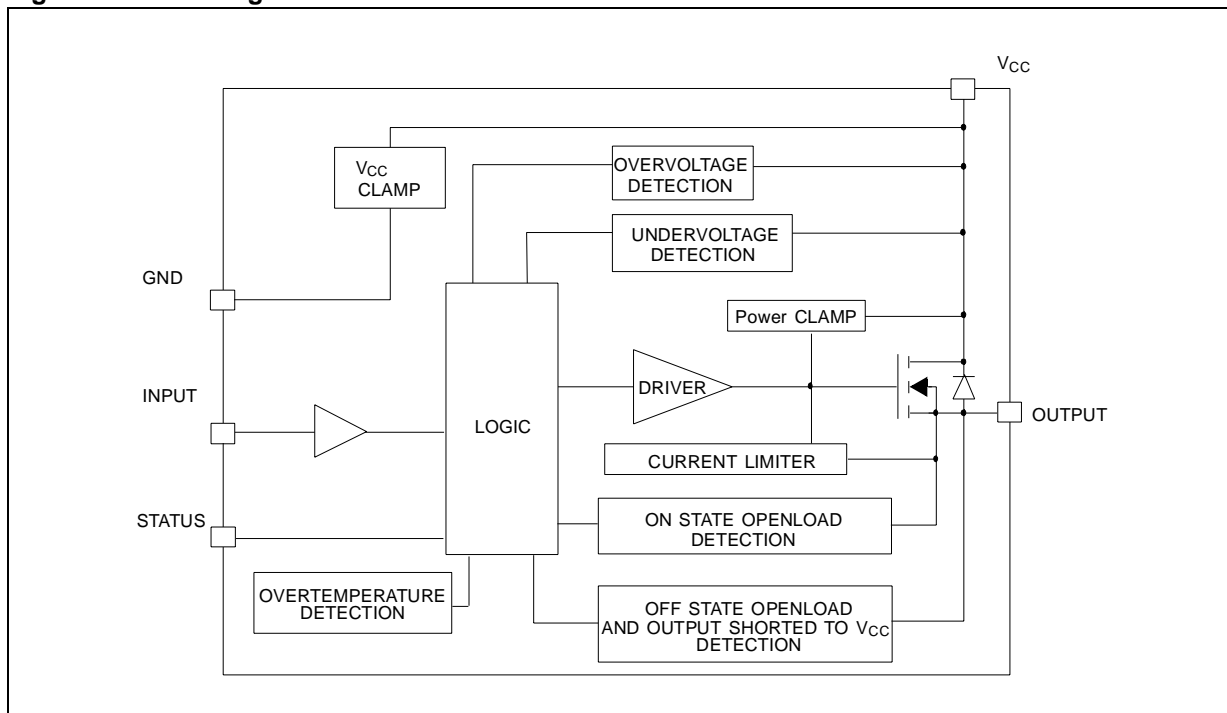 VCC
VCC
CLAMP
OVERVOLTAGE
DETECTION
UNDERVOLTAGE
DETECTION
GND
Power CLAMP
INPUT
DRIVER
OUTPUT
LOGIC
CURRENT LIMITER
STATUS
ON STATE OPENLOAD
DETECTION
OVERTEMPERATURE
DETECTION
OFF STATE OPENLOAD
AND OUTPUT SHORTED TO VCC
DETECTION